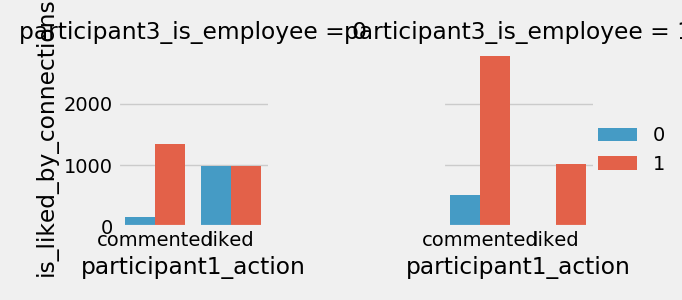 participant3_is_employee = 0
participant3_is_employee = 1
is_liked_by_connections
2000
1000
0
commented
liked
participant1_action
commented
liked
participant1_action
0
1